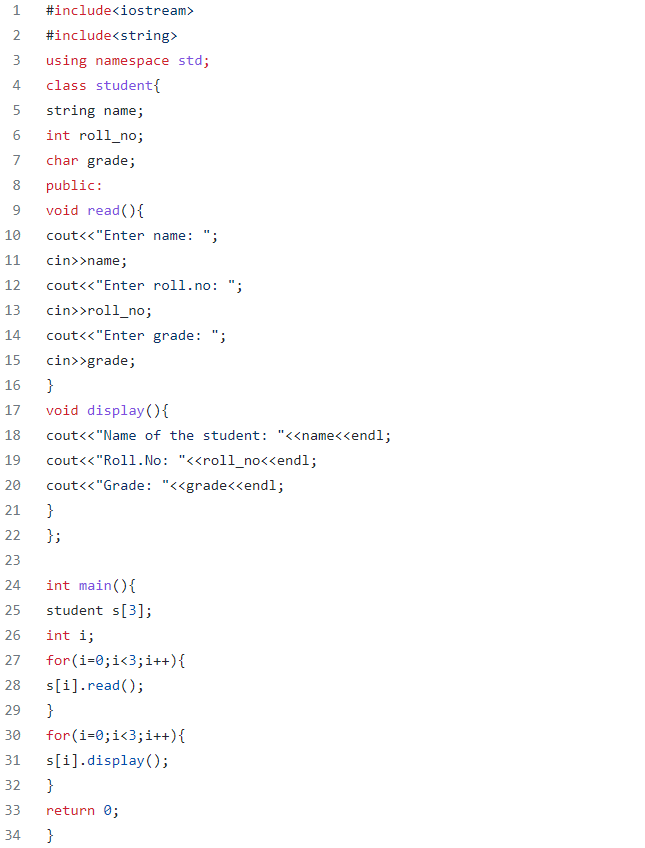 1 #include<iostream>
2 #include<string>
3 using namespace std;
4 class student{
5 string name;
6 int roll_no;
7 char grade;
8 public:
9 void read(){
10 cout<<"Enter name: ";
11 cin>>name;
12 cout<<"Enter roll.no: ";
13 cin>>roll_no;
14 cout<<"Enter grade: ";
15 cin>>grade;
16 }
17 void display(){
18 cout<<"Name of the student: "<<name<<endl;
19 cout<<"Roll.No: "<<roll_no<<endl;
20 cout<<"Grade: "<<grade<<endl;
21 }
22 };
23
24 int main(){
25 student s[3];
26 int i;
27 for(i=0;i<3;i++){
28 s[i].read();
29 }
30 for(i=0;i<3;i++){
31 s[i].display();
32 }
33 return 0;
34 }